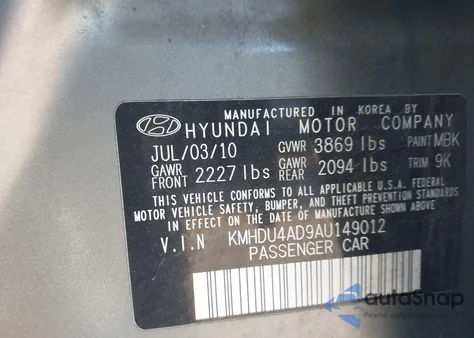 MANUFACTURED IN KOREA BY
HYUNDAI MOTOR COMPANY
JUL/03/10 GVWR 3869 lbs PAINT MBK
GAWR FRONT 2227 lbs GAWR REAR 2094 lbs TRIM 9K
THIS VEHICLE CONFORMS TO ALL APPLICABLE U.S.A. FEDERAL
MOTOR VEHICLE SAFETY, BUMPER, AND THEFT PREVENTION STANDARDS
IN EFFECT ON THE DATE OF MANUFACTURE SHOWN ABOVE.
V.I.N KMHDU4AD9AU149012
PASSENGER CAR
autoSnap